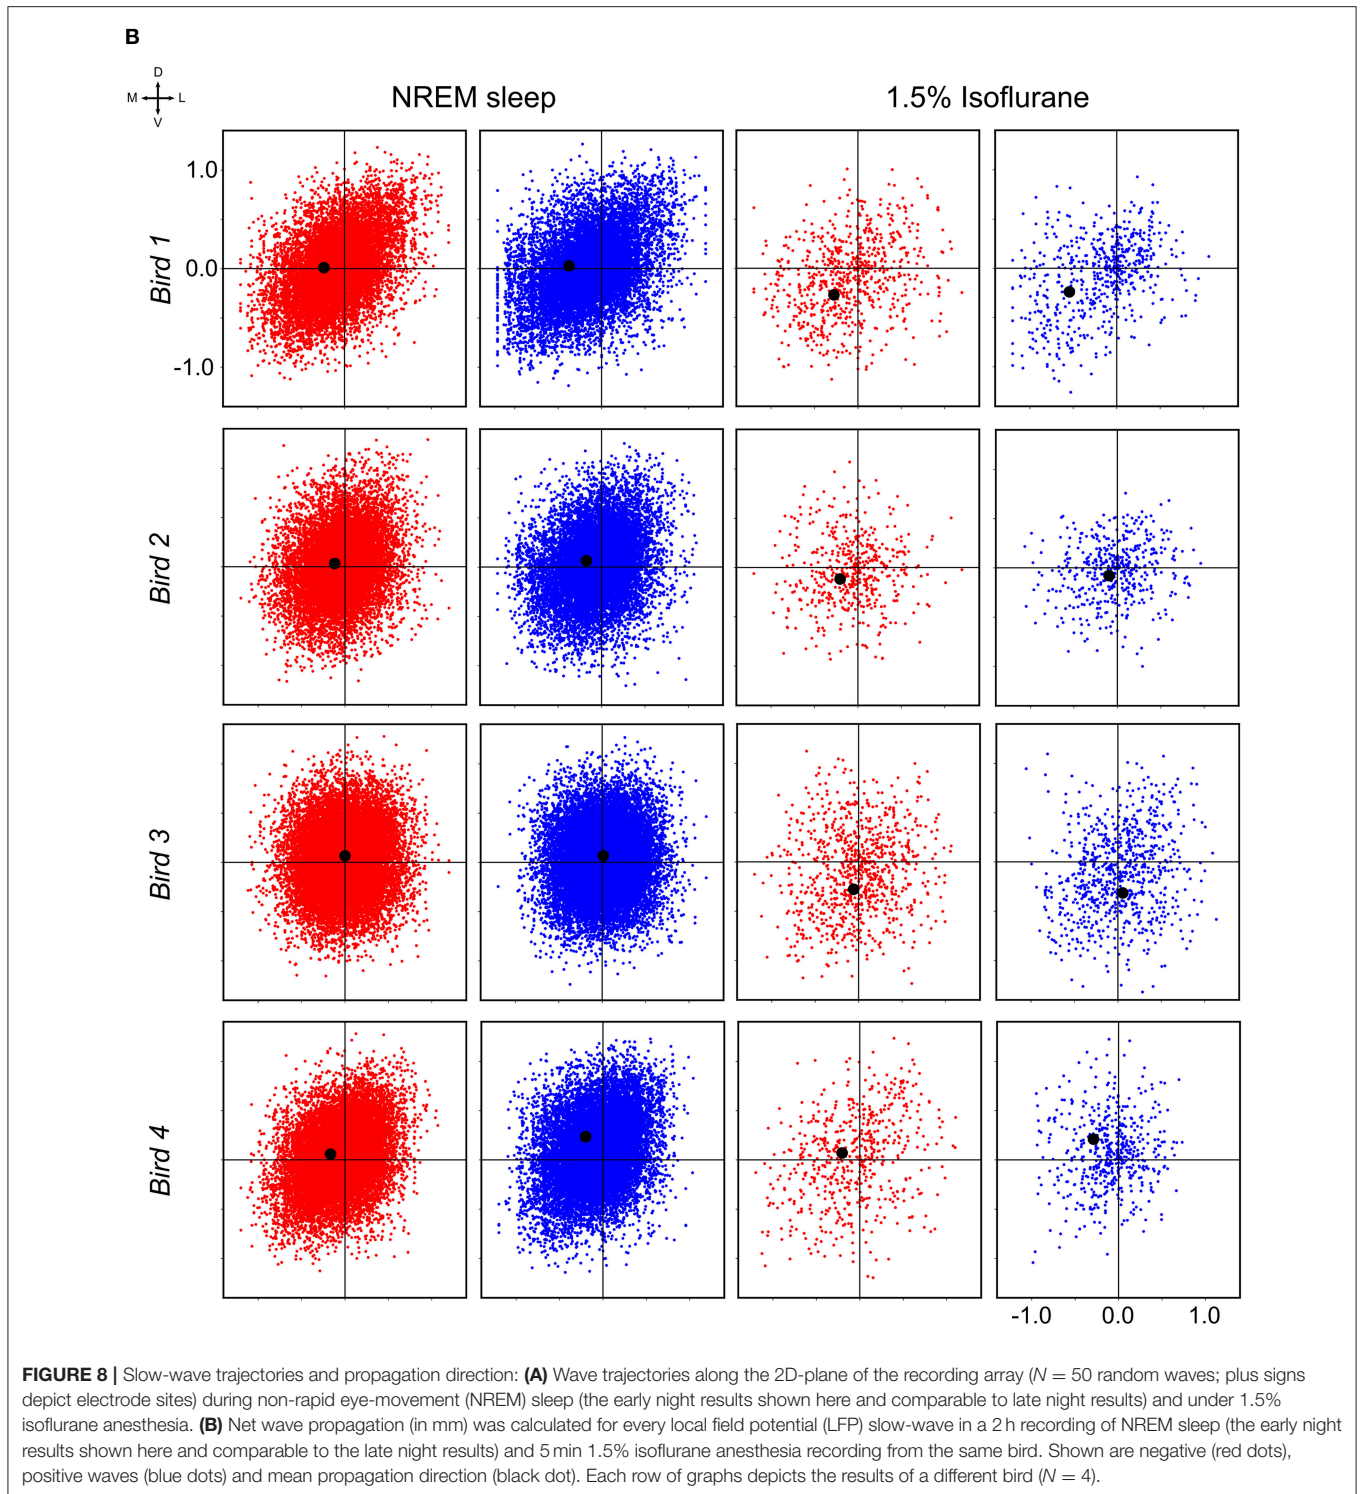 B
D
M L
V
NREM sleep 1.5% Isoflurane
Bird 1
1.0
0.0
-1.0
Bird 2
Bird 3
Bird 4
-1.0 0.0 1.0
FIGURE 8 | Slow-wave trajectories and propagation direction: (A) Wave trajectories along the 2D-plane of the recording array (N = 50 random waves; plus signs
depict electrode sites) during non-rapid eye-movement (NREM) sleep (the early night results shown here and comparable to late night results) and under 1.5%
isoflurane anesthesia. (B) Net wave propagation (in mm) was calculated for every local field potential (LFP) slow-wave in a 2 h recording of NREM sleep (the early night
results shown here and comparable to the late night results) and 5 min 1.5% isoflurane anesthesia recording from the same bird. Shown are negative (red dots),
positive waves (blue dots) and mean propagation direction (black dot). Each row of graphs depicts the results of a different bird (N = 4).